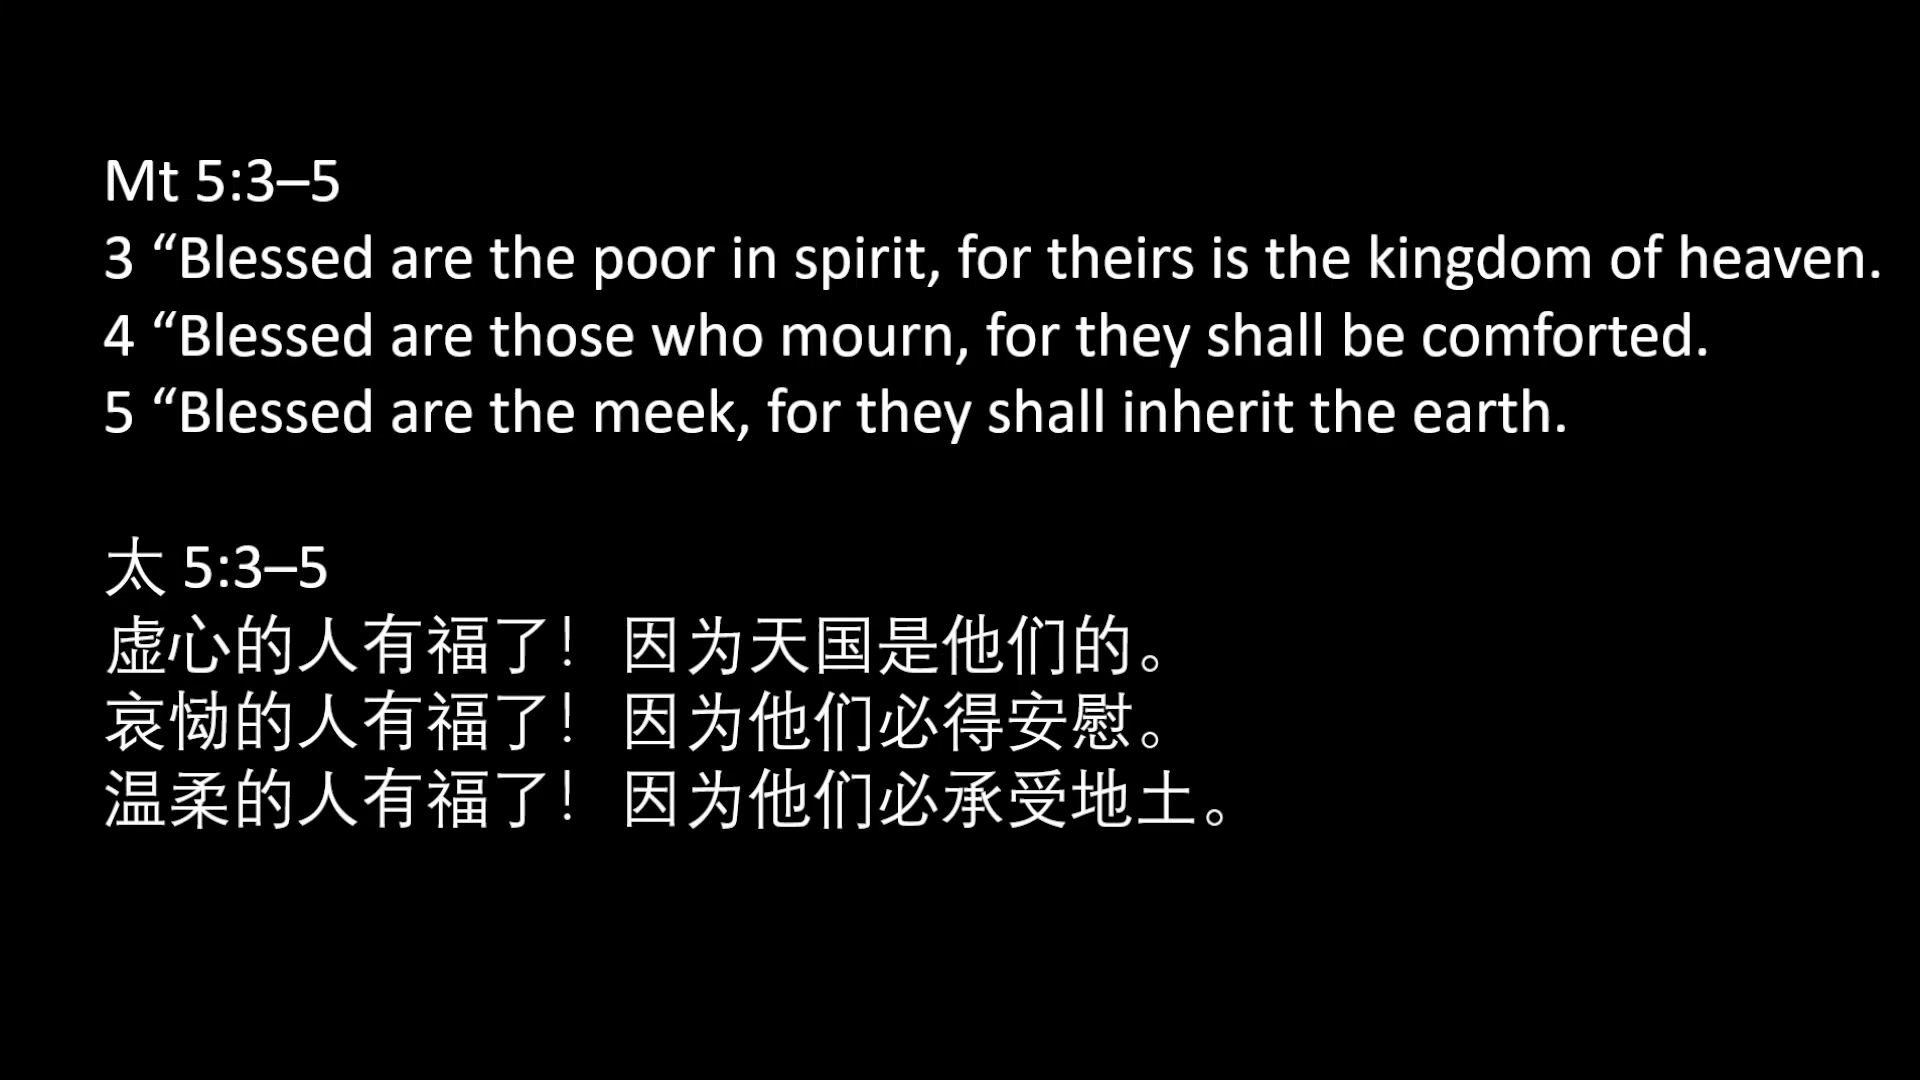 Mt 5:3–5
3 “Blessed are the poor in spirit, for theirs is the kingdom of heaven.
4 “Blessed are those who mourn, for they shall be comforted.
5 “Blessed are the meek, for they shall inherit the earth.
太 5:3–5
虚心的人有福了！ 因为天国是他们的。
哀恸的人有福了！ 因为他们必得安慰。
温柔的人有福了！ 因为他们必承受地土。